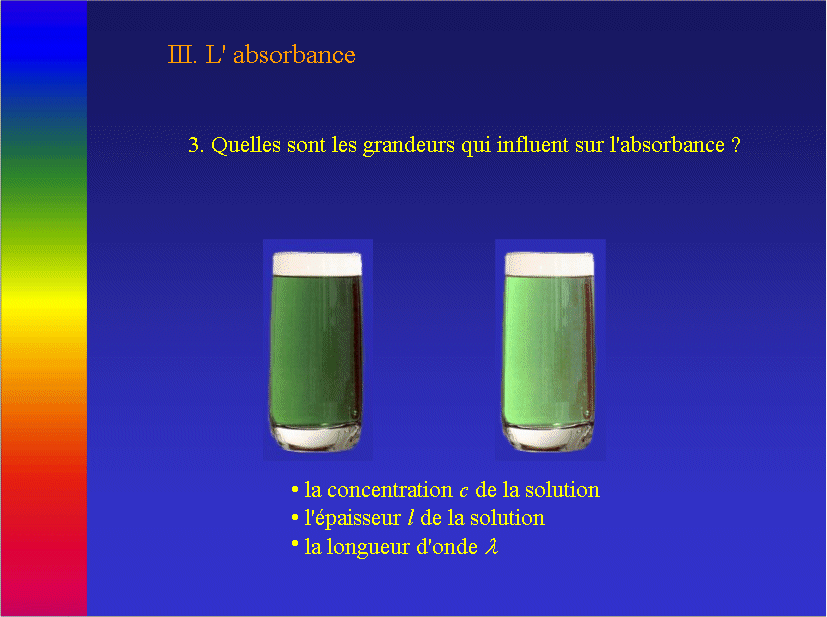 III. L' absorbance
3. Quelles sont les grandeurs qui influent sur l'absorbance ?
• la concentration c de la solution
• l'épaisseur l de la solution
• la longueur d'onde λ